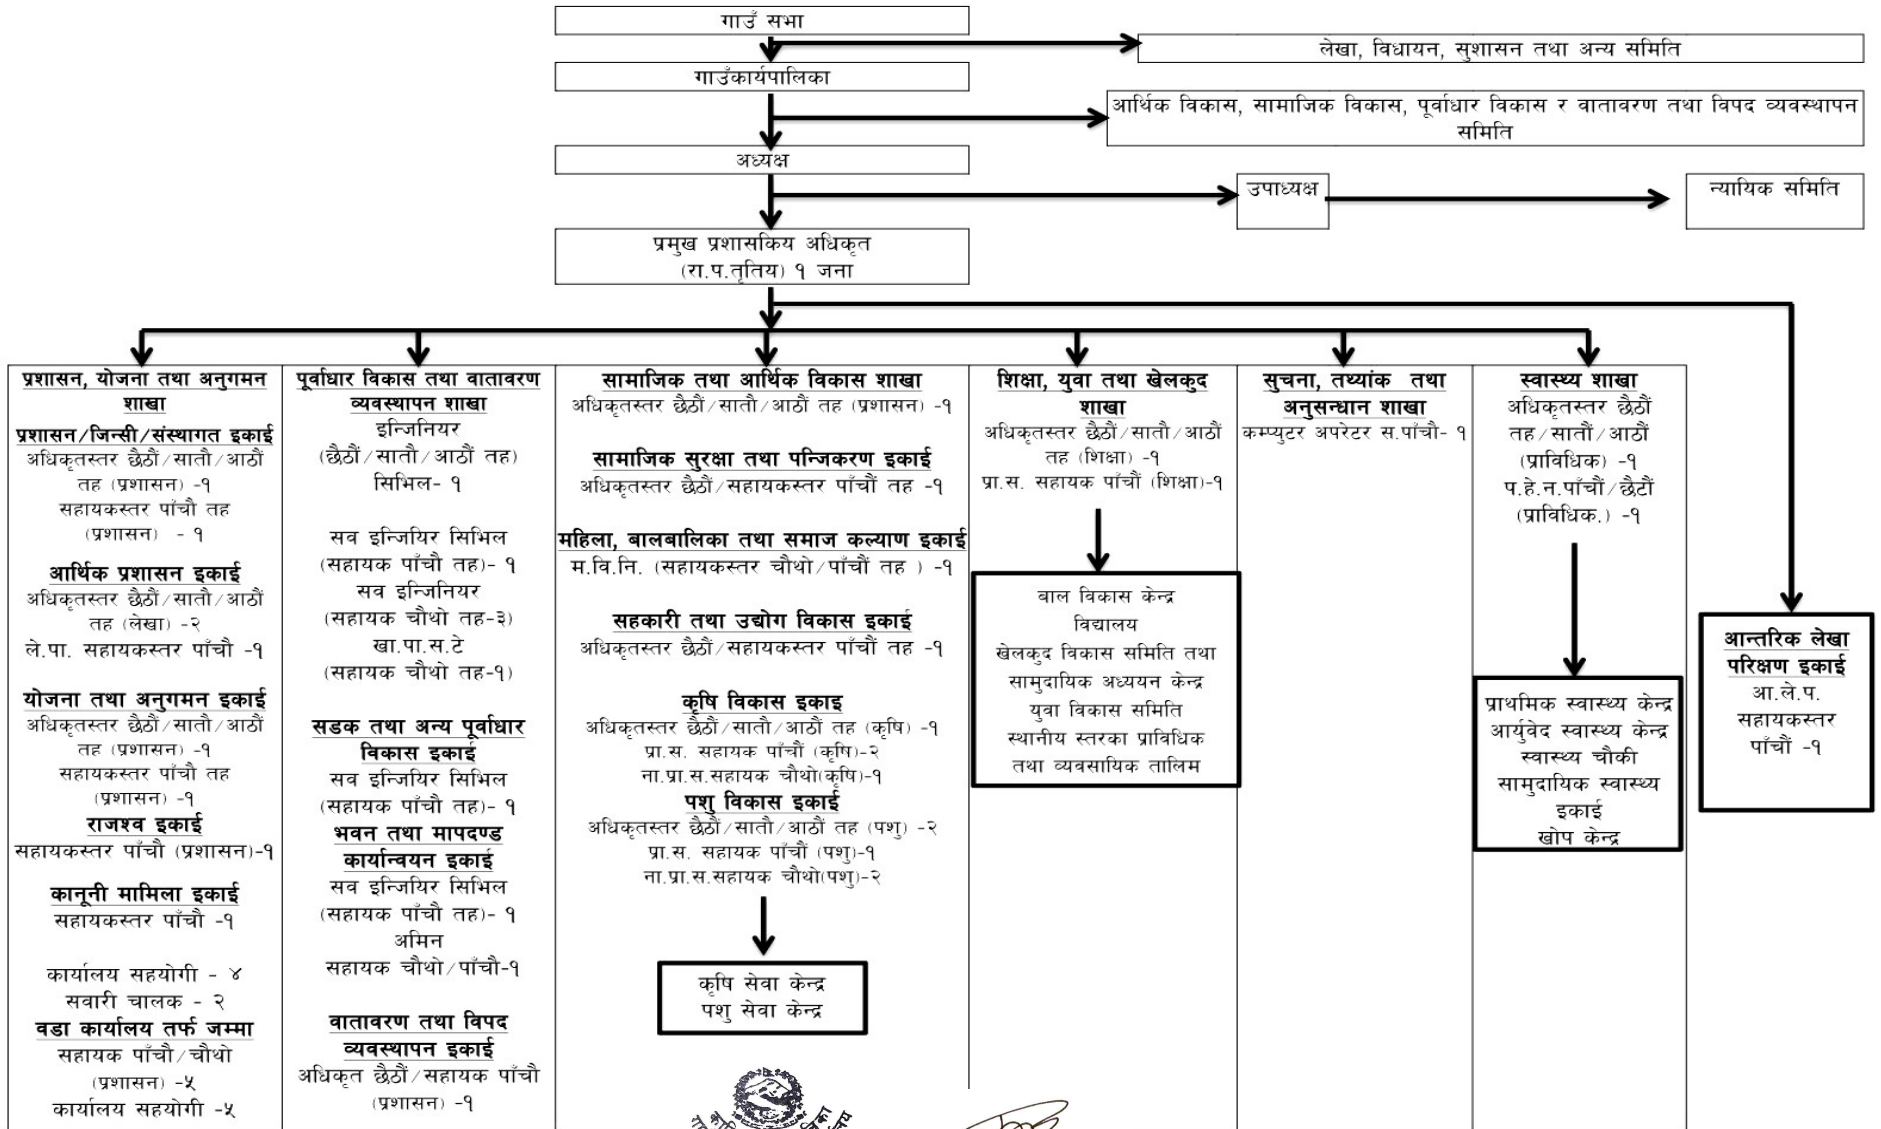 गाउँ सभा
लेखा, विधायन, सुशासन तथा अन्य समिति
गाउँकार्यपालिका
आर्थिक विकास, सामाजिक विकास, पूर्वाधार विकास र वातावरण तथा विपद व्यवस्थापन
समिति
अध्यक्ष
उपाध्यक्ष
न्यायिक समिति
प्रमुख प्रशासकिय अधिकृत
(रा.प.तृतिय) १ जना
प्रशासन, योजना तथा अनुगमन
शाखा
प्रशासन/जिन्सी/संस्थागत इकाई
अधिकृतस्तर छैठौं/सातौ/आठौं
तह (प्रशासन) -१
सहायकस्तर पाँचौ तह
(प्रशासन) - १
आर्थिक प्रशासन इकाई
अधिकृतस्तर छैठौं/सातौ/आठौं
तह (लेखा) -२
ले.पा. सहायकस्तर पाँचौ -१
योजना तथा अनुगमन इकाई
अधिकृतस्तर छैठौं/सातौ/आठौं
तह (प्रशासन) -१
सहायकस्तर पाँचौ तह
(प्रशासन) -१
राजश्व इकाई
सहायकस्तर पाँचौ (प्रशासन)-१
कानूनी मामिला इकाई
सहायकस्तर पाँचौ -१
कार्यालय सहयोगी - ४
सवारी चालक - २
वडा कार्यालय तर्फ जम्मा
सहायक पाँचौ/चौथो
(प्रशासन) -५
कार्यालय सहयोगी -५
पूर्वाधार विकास तथा वातावरण
व्यवस्थापन शाखा
इन्जिनियर
(छैठौं/सातौ/आठौं तह)
सिभिल- १
सव इन्जियिर सिभिल
(सहायक पाँचौ तह)- १
सव इन्जिनियर
(सहायक चौथो तह-३)
खा.पा.स.टे
(सहायक चौथो तह-१)
सडक तथा अन्य पूर्वाधार
विकास इकाई
सव इन्जियिर सिभिल
(सहायक पाँचौ तह)- १
भवन तथा मापदण्ड
कार्यान्वयन इकाई
सव इन्जियिर सिभिल
(सहायक पाँचौ तह)- १
अमिन
सहायक चौथो/पाँचौ-१
वातावरण तथा विपद
व्यवस्थापन इकाई
अधिकृत छैठौं/सहायक पाँचौ
(प्रशासन) -१
सामाजिक तथा आर्थिक विकास शाखा
अधिकृतस्तर छैठौं/सातौ/आठौं तह (प्रशासन) -१
सामाजिक सुरक्षा तथा पन्जिकरण इकाई
अधिकृतस्तर छैठौं/सहायकस्तर पाँचौं तह -१
महिला, बालबालिका तथा समाज कल्याण इकाई
म.वि.नि. (सहायकस्तर चौथो/पाँचौं तह ) -१
सहकारी तथा उद्योग विकास इकाई
अधिकृतस्तर छैठौं/सहायकस्तर पाँचौं तह -१
कृषि विकास इकाइ
अधिकृतस्तर छैठौं/सातौ/आठौं तह (कृषि) -१
प्रा.स. सहायक पाँचौं (कृषि)-२
ना.प्रा.स.सहायक चौथो(कृषि)-१
पशु विकास इकाई
अधिकृतस्तर छैठौं/सातौ/आठौं तह (पशु) -२
प्रा.स. सहायक पाँचौं (पशु)-१
ना.प्रा.स.सहायक चौथो(पशु)-२
कृषि सेवा केन्द्र
पशु सेवा केन्द्र
शिक्षा, युवा तथा खेलकुद
शाखा
अधिकृतस्तर छैठौं/सातौ/आठौं
तह (शिक्षा) -१
प्रा.स. सहायक पाँचौं (शिक्षा)-१
बाल विकास केन्द्र
विद्यालय
खेलकुद विकास समिति तथा
सामुदायिक अध्ययन केन्द्र
युवा विकास समिति
स्थानीय स्तरका प्राविधिक
तथा व्यवसायिक तालिम
सुचना, तथ्यांक तथा
अनुसन्धान शाखा
कम्प्युटर अपरेटर स.पाँचौ- १
स्वास्थ्य शाखा
अधिकृतस्तर छैठौं
तह/सातौं/आठौं
(प्राविधिक) -१
प.हे.न.पाँचौं/छैटौं
(प्राविधिक.) -१
प्राथमिक स्वास्थ्य केन्द्र
आर्युवेद स्वास्थ्य केन्द्र
स्वास्थ्य चौकी
सामुदायिक स्वास्थ्य
इकाई
खोप केन्द्र
आन्तरिक लेखा
परिक्षण इकाई
आ.ले.प.
सहायकस्तर
पाँचौं -१